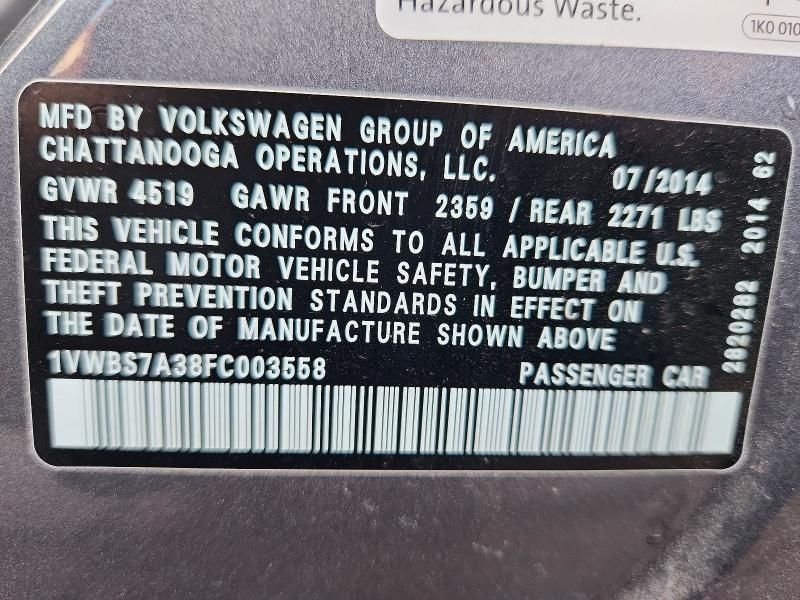 Hazardous Waste.
1K0 010
MFD BY VOLKSWAGEN GROUP OF AMERICA
CHATTANOOGA OPERATIONS, LLC. 07/2014
GVWR 4519 GAWR FRONT 2359 / REAR 2271 LBS
THIS VEHICLE CONFORMS TO ALL APPLICABLE U.S.
FEDERAL MOTOR VEHICLE SAFETY, BUMPER AND
THEFT PREVENTION STANDARDS IN EFFECT ON
THE DATE OF MANUFACTURE SHOWN ABOVE
1VWBS7A38FC003558 PASSENGER CAR
2820282 2014 62